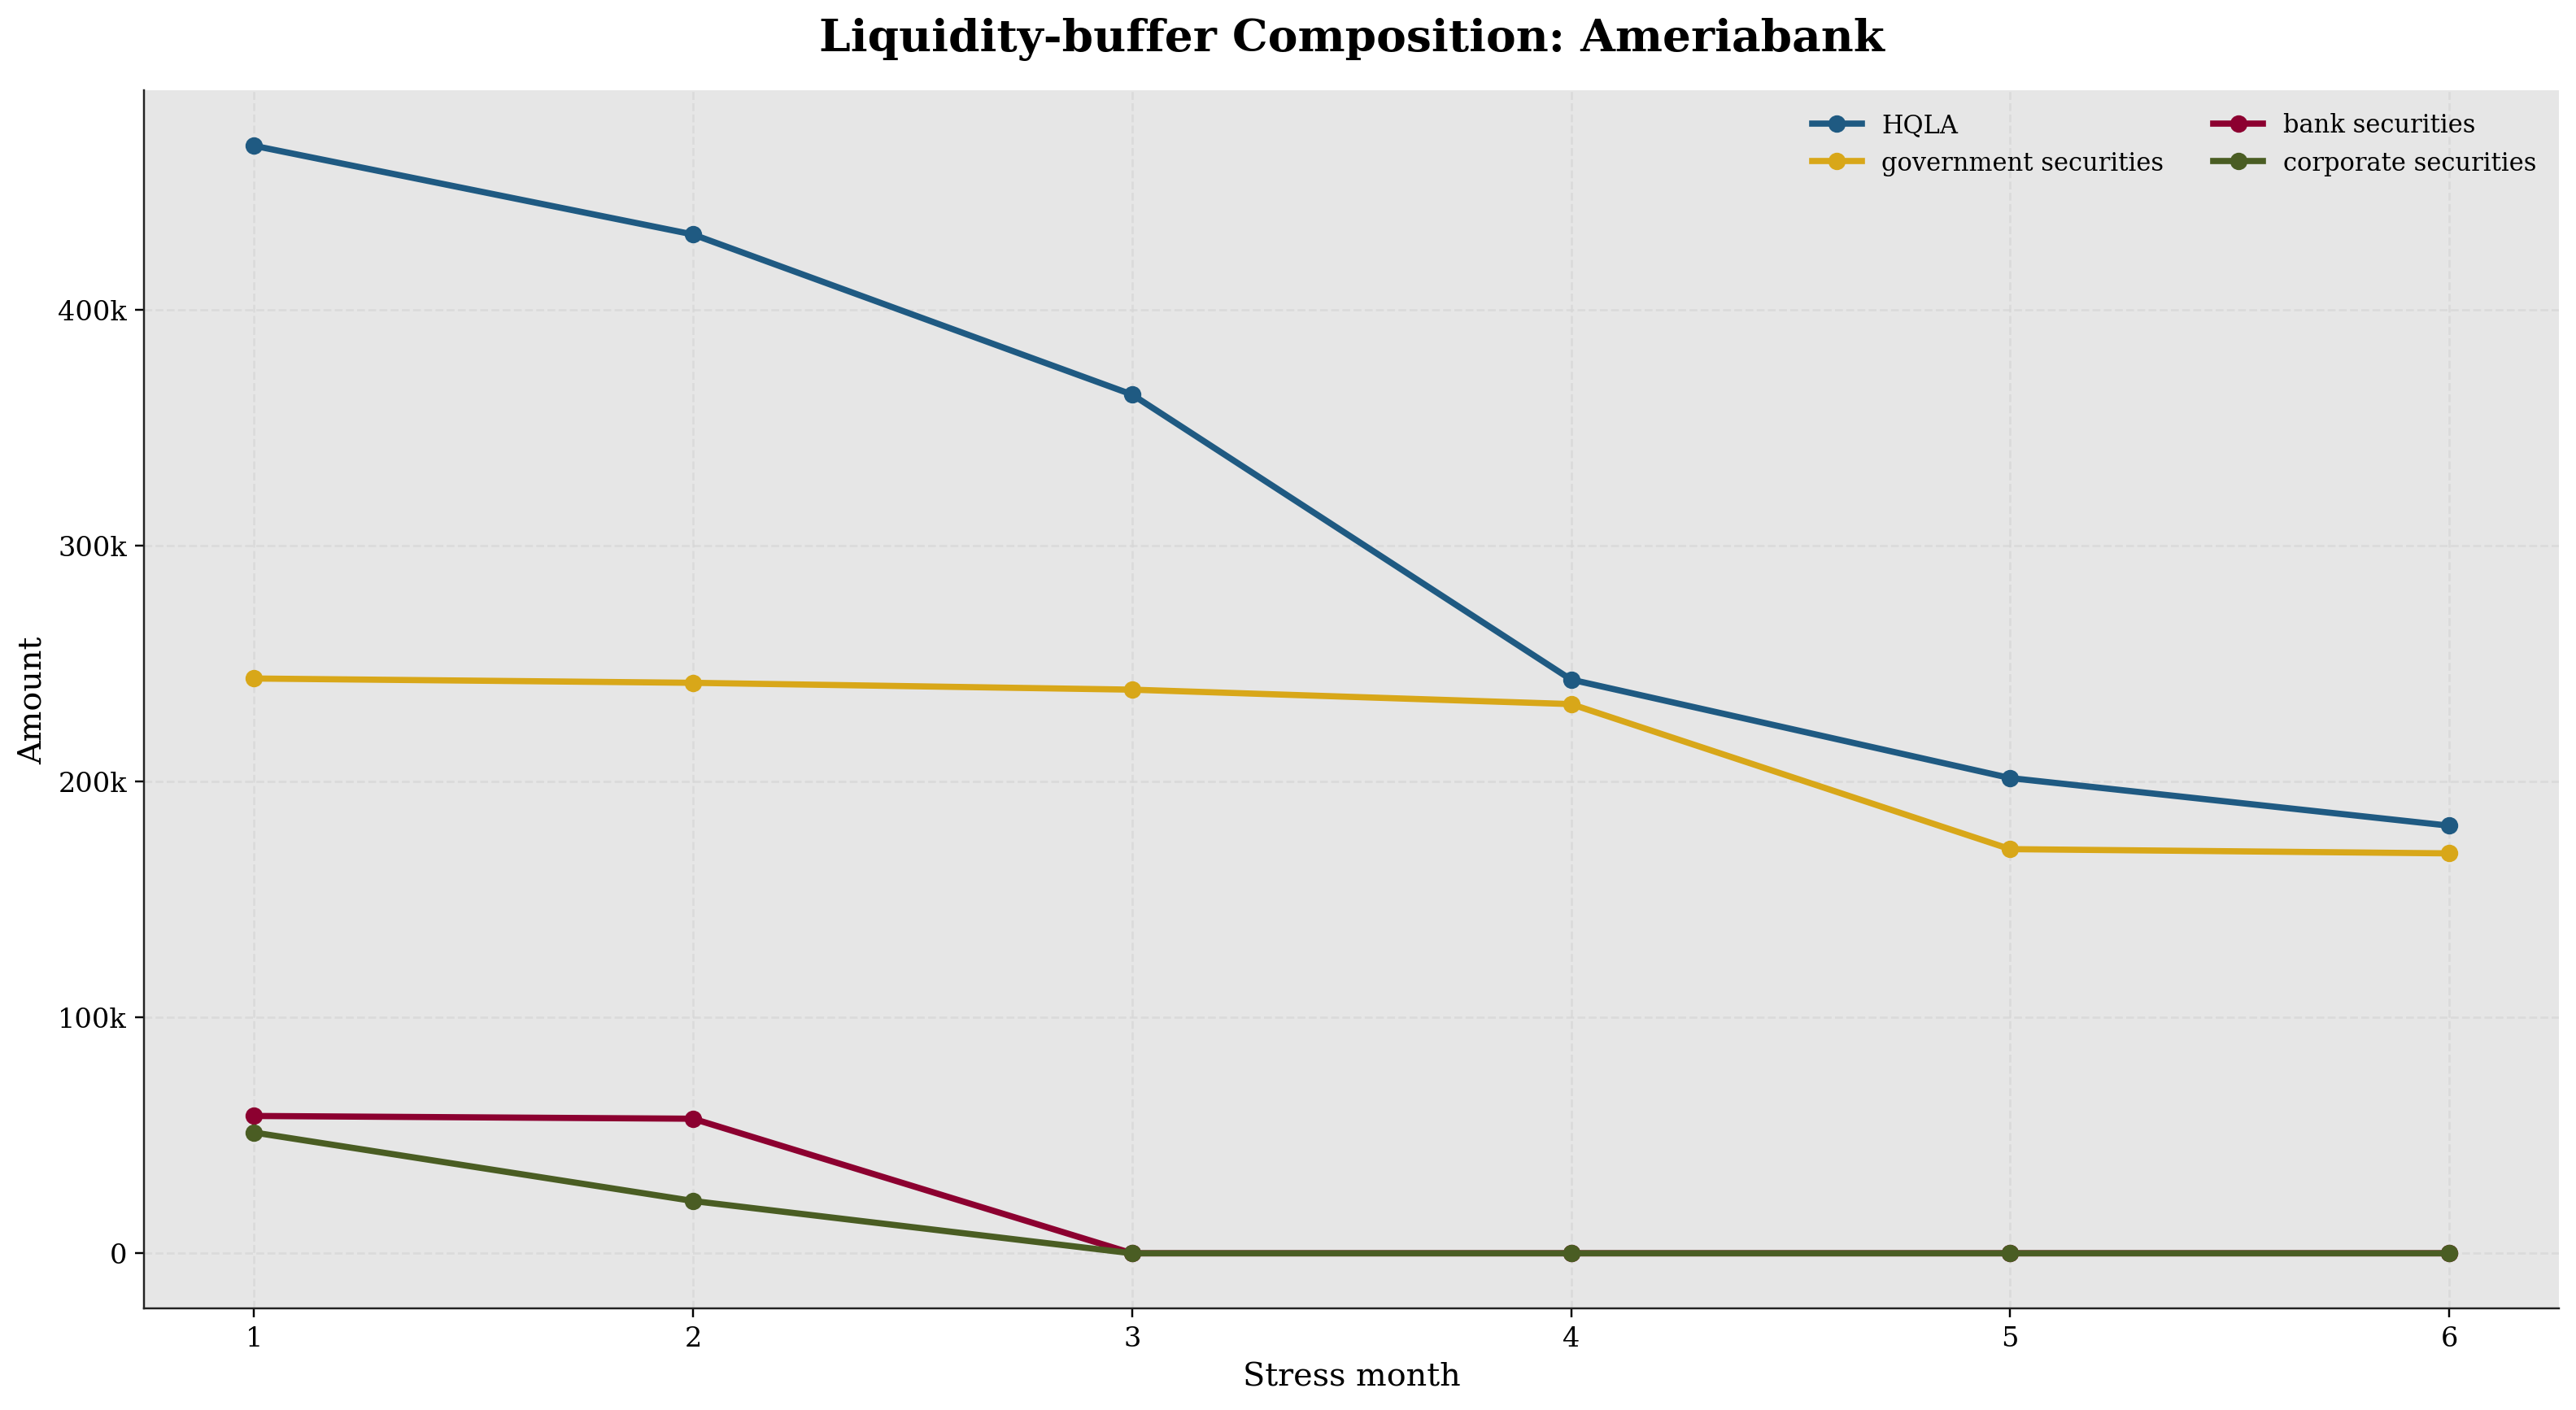 Liquidity-buffer Composition: Ameriabank
HQLA
government securities
bank securities
corporate securities
Amount
400k
300k
200k
100k
0
1 2 3 4 5 6
Stress month